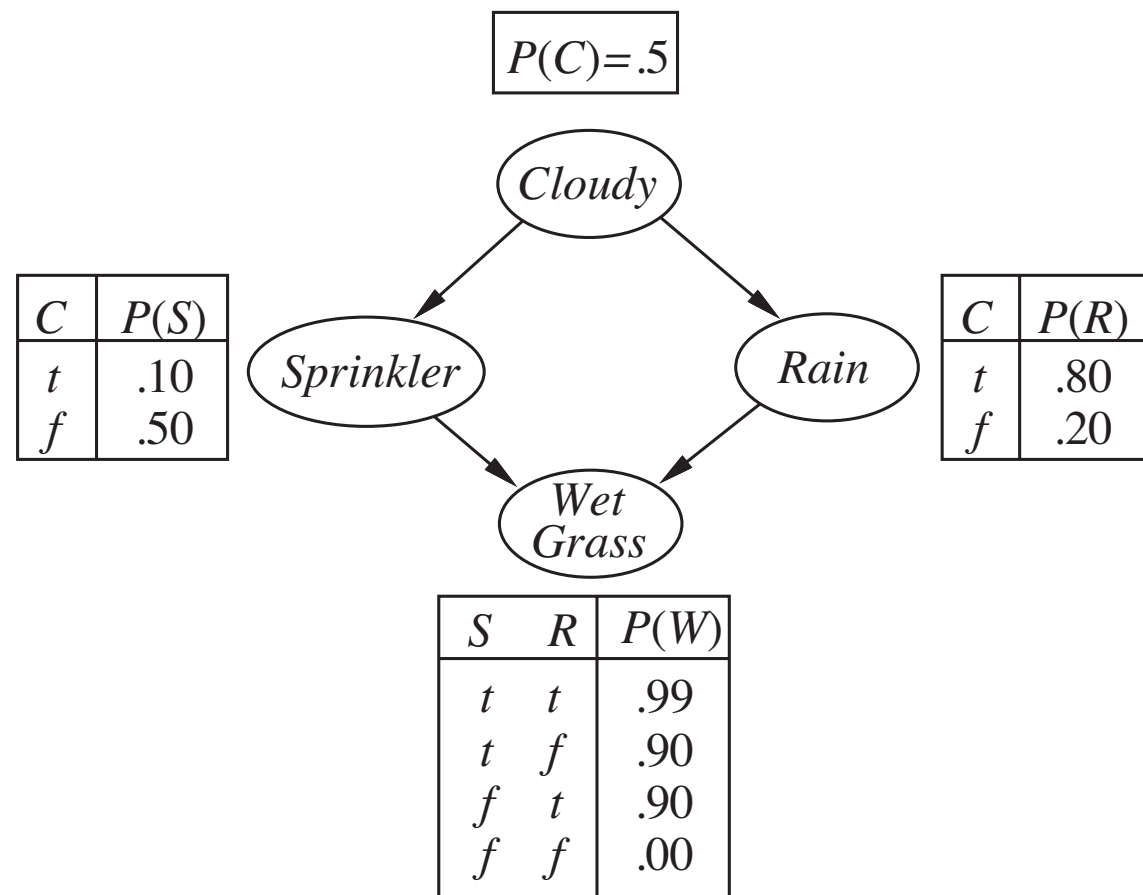 P(C)=.5
Cloudy
C P(S)
t .10
f .50
Sprinkler
Rain
C P(R)
t .80
f .20
Wet
Grass
S R P(W)
t t .99
t f .90
f t .90
f f .00